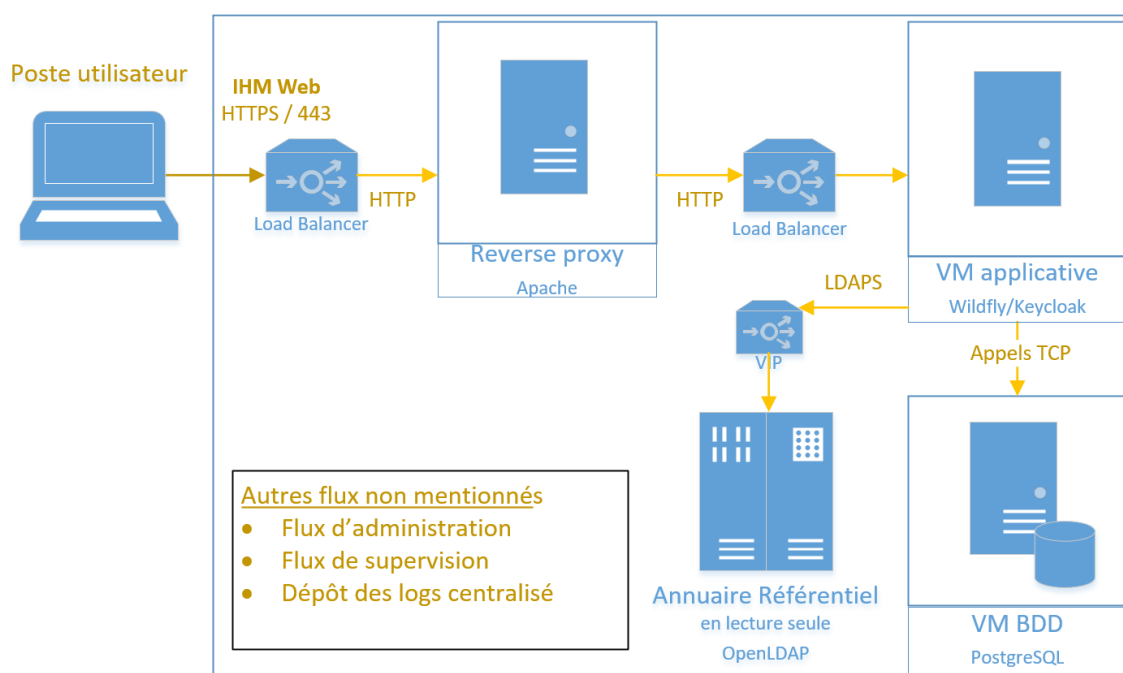 Poste utilisateur
IHM Web
HTTPS / 443
Load Balancer
HTTP
Reverse proxy
Apache
HTTP
Load Balancer
VM applicative
Wildfly/Keycloak
LDAPS
VIP
Appels TCP
Autres flux non mentionnés
● Flux d’administration
● Flux de supervision
● Dépôt des logs centralisé
Annuaire Référentiel
en lecture seule
OpenLDAP
VM BDD
PostgreSQL